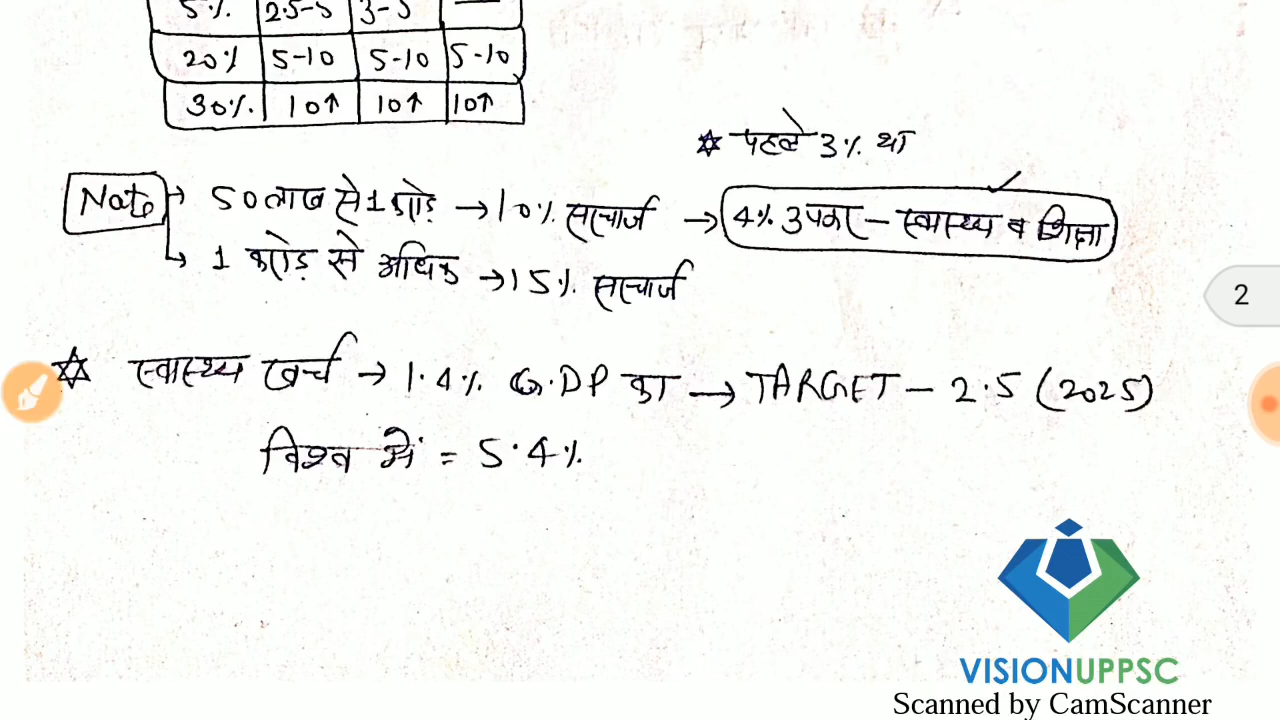 5% 2.5-5 3-5 —
20% 5-10 5-10 5-10
30%. 10↑ 10↑ 10↑
☆ पहले 3% था
Note → 50 लाख से 1 करोड़ → 10% सरचार्ज → 4% उपकर – स्वास्थ्य व शिक्षा
↳ 1 करोड़ से अधिक → 15% सरचार्ज
2
☆ स्वास्थ्य खर्च → 1.4% G.DP का → TARGET – 2.5 (2025)
विश्व में = 5.4%
VISIONUPPSC
Scanned by CamScanner